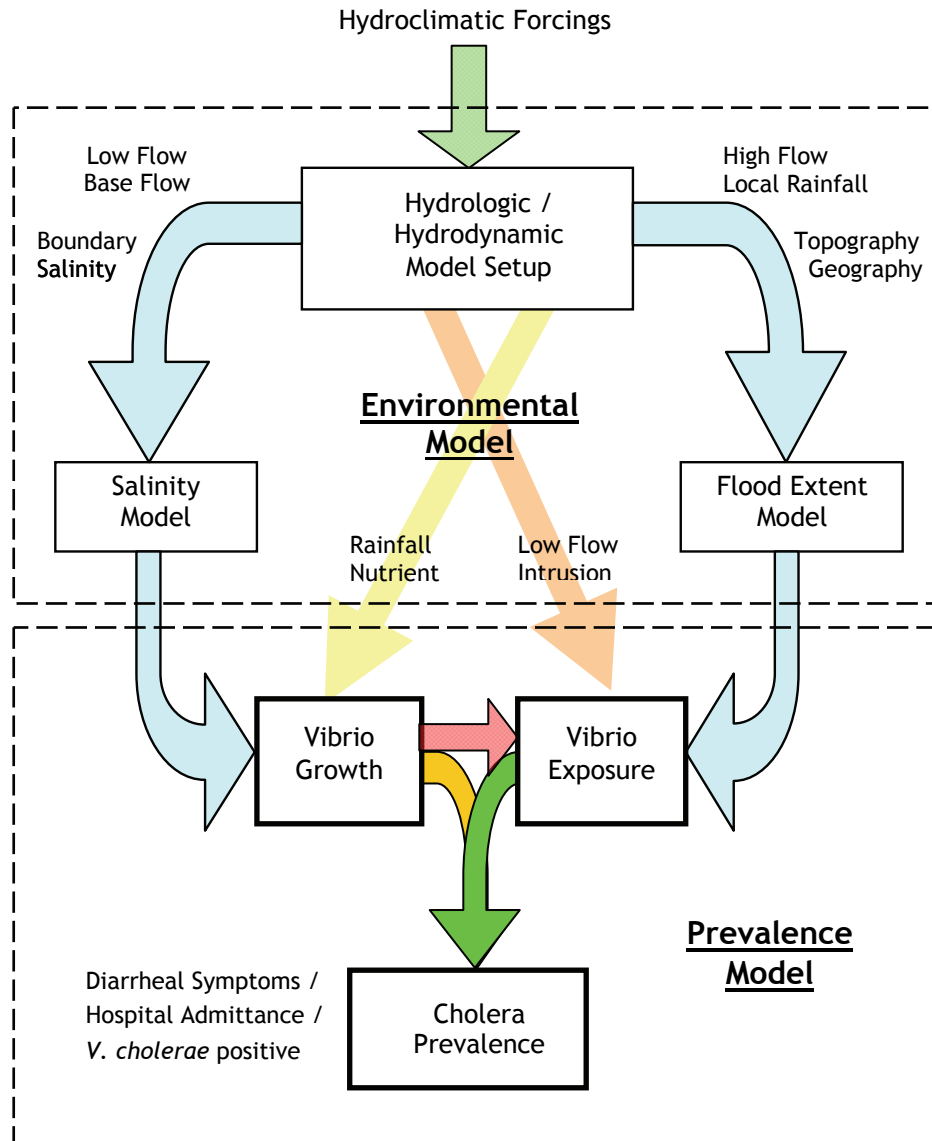 Hydroclimatic Forcings
Low Flow
Base Flow
High Flow
Local Rainfall
Hydrologic /
Hydrodynamic
Model Setup
Boundary
Salinity
Topography
Geography
Environmental
Model
Salinity
Model
Flood Extent
Model
Rainfall
Nutrient
Low Flow
Intrusion
Vibrio
Growth
Vibrio
Exposure
Prevalence
Model
Diarrheal Symptoms /
Hospital Admittance /
V. cholerae positive
Cholera
Prevalence